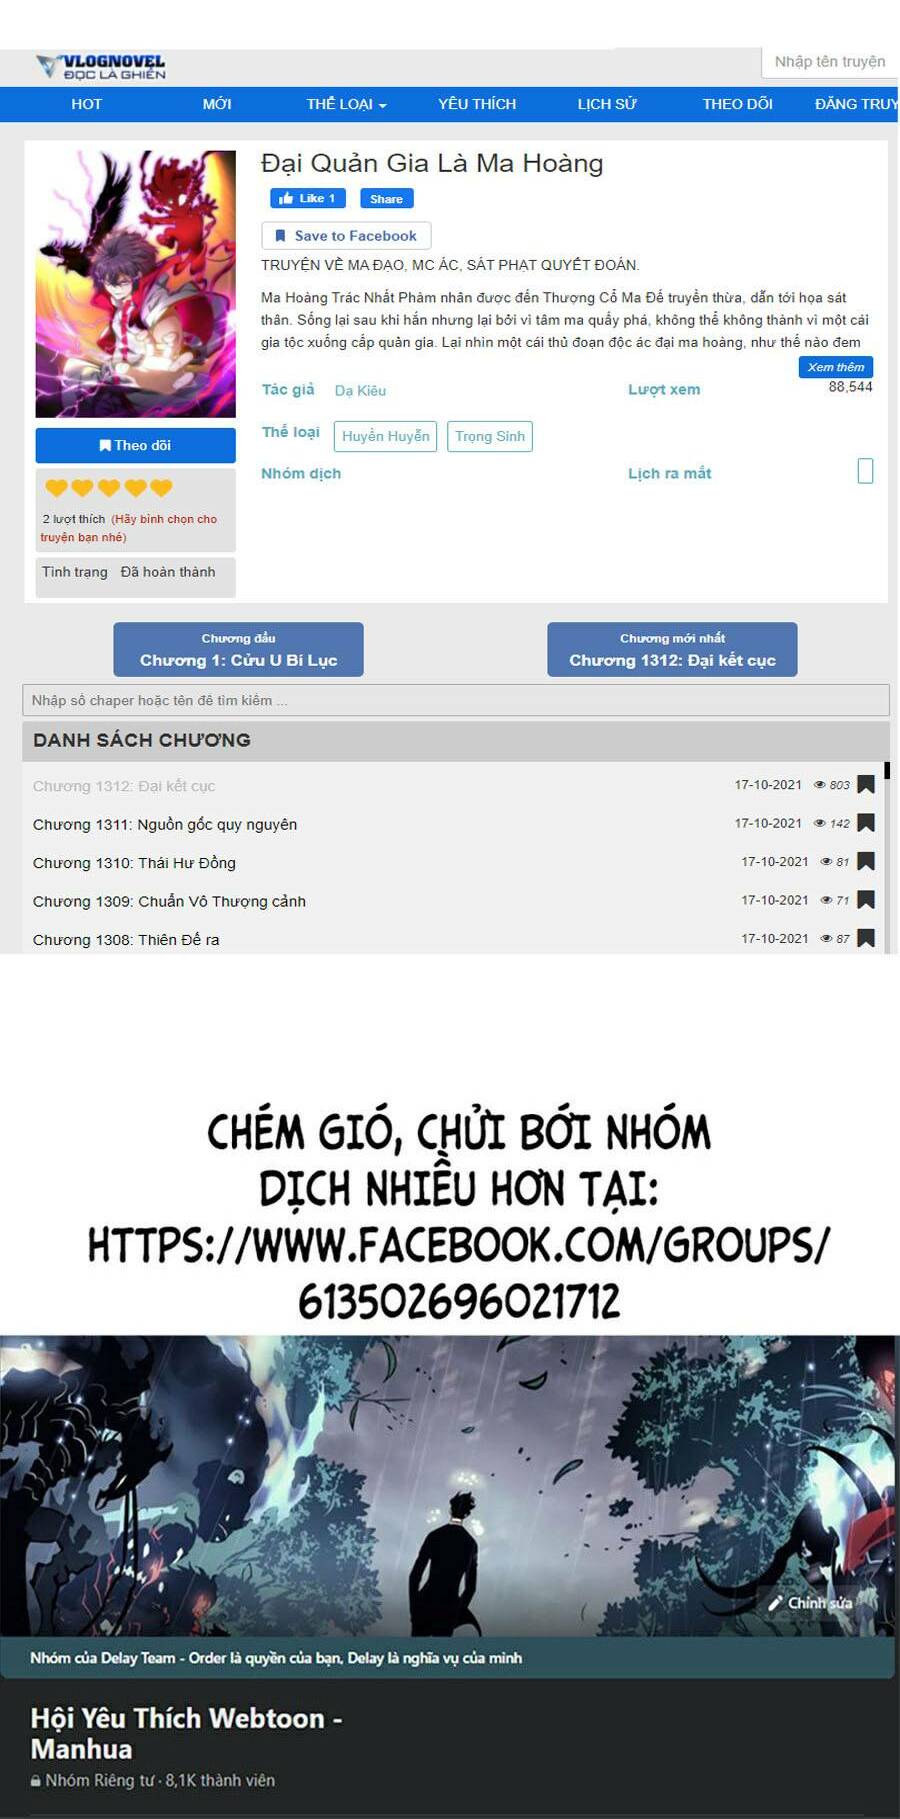 VLOGNOVEL
ĐỌC LÀ GHIỀN
Nhập tên truyện
HOT MỚI THỂ LOẠI YÊU THÍCH LỊCH SỬ THEO DÕI ĐĂNG TRUY
Đại Quản Gia Là Ma Hoàng
Like 1 Share
Save to Facebook
TRUYỆN VỀ MA ĐẠO, MC ÁC, SÁT PHẠT QUYẾT ĐOÁN.
Ma Hoàng Trác Nhất Phàm nhân được đến Thượng Cổ Ma Đế truyền thừa, dẫn tới họa sát
thân. Sống lại sau khi hắn nhưng lại bởi vì tâm ma quấy phá, không thể không thành vì một cái
gia tộc xuống cấp quản gia. Lại nhìn một cái thủ đoạn độc ác đại ma hoàng, như thế nào đem
Xem thêm
Tác giả Dạ Kiêu Lượt xem 88,544
Thể loại Huyền Huyễn Trọng Sinh
Nhóm dịch Lịch ra mắt
Theo dõi
2 lượt thích (Hãy bình chọn cho
truyện bạn nhé)
Tình trạng Đã hoàn thành
Chương đầu
Chương 1: Cửu U Bí Lục
Chương mới nhất
Chương 1312: Đại kết cục
Nhập số chaper hoặc tên để tìm kiếm ...
DANH SÁCH CHƯƠNG
Chương 1312: Đại kết cục 17-10-2021 803
Chương 1311: Nguồn gốc quy nguyên 17-10-2021 142
Chương 1310: Thái Hư Đồng 17-10-2021 81
Chương 1309: Chuẩn Vô Thượng cảnh 17-10-2021 71
Chương 1308: Thiên Đế ra 17-10-2021 87
CHÉM GIÓ, CHỬI BỚI NHÓM
DỊCH NHIỀU HƠN TẠI:
HTTPS://WWW.FACEBOOK.COM/GROUPS/
613502696021712
Chỉnh sửa
Nhóm của Delay Team - Order là quyền của bạn, Delay là nghĩa vụ của mình
Hội Yêu Thích Webtoon -
Manhua
Nhóm Riêng tư · 8,1K thành viên